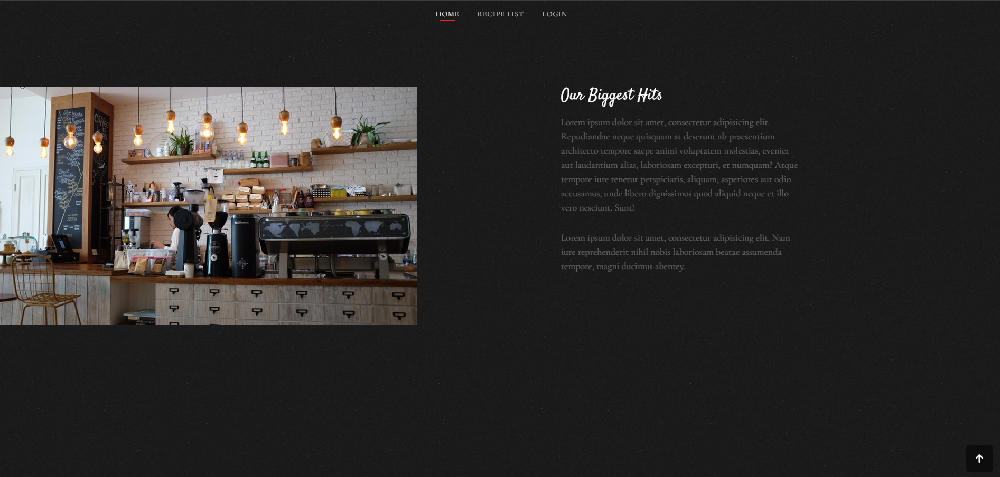 HOME RECIPE LIST LOGIN
Our Biggest Hits
Lorem ipsum dolor sit amet, consectetur adipisicing elit.
Repudiandae neque quisquam at deserunt ab praesentium
architecto tempore saepe animi voluptatem molestias, eveniet
aut laudantium alias, laboriosam excepturi, et numquam? Atque
tempore iure tenetur perspiciatis, aliquam, asperiores aut odio
accusamus, unde libero dignissimos quod aliquid neque et illo
vero nesciunt. Sunt!
Lorem ipsum dolor sit amet, consectetur adipisicing elit. Nam
iure reprehenderit nihil nobis laboriosam beatae assumenda
tempore, magni ducimus abentey.
Coffee